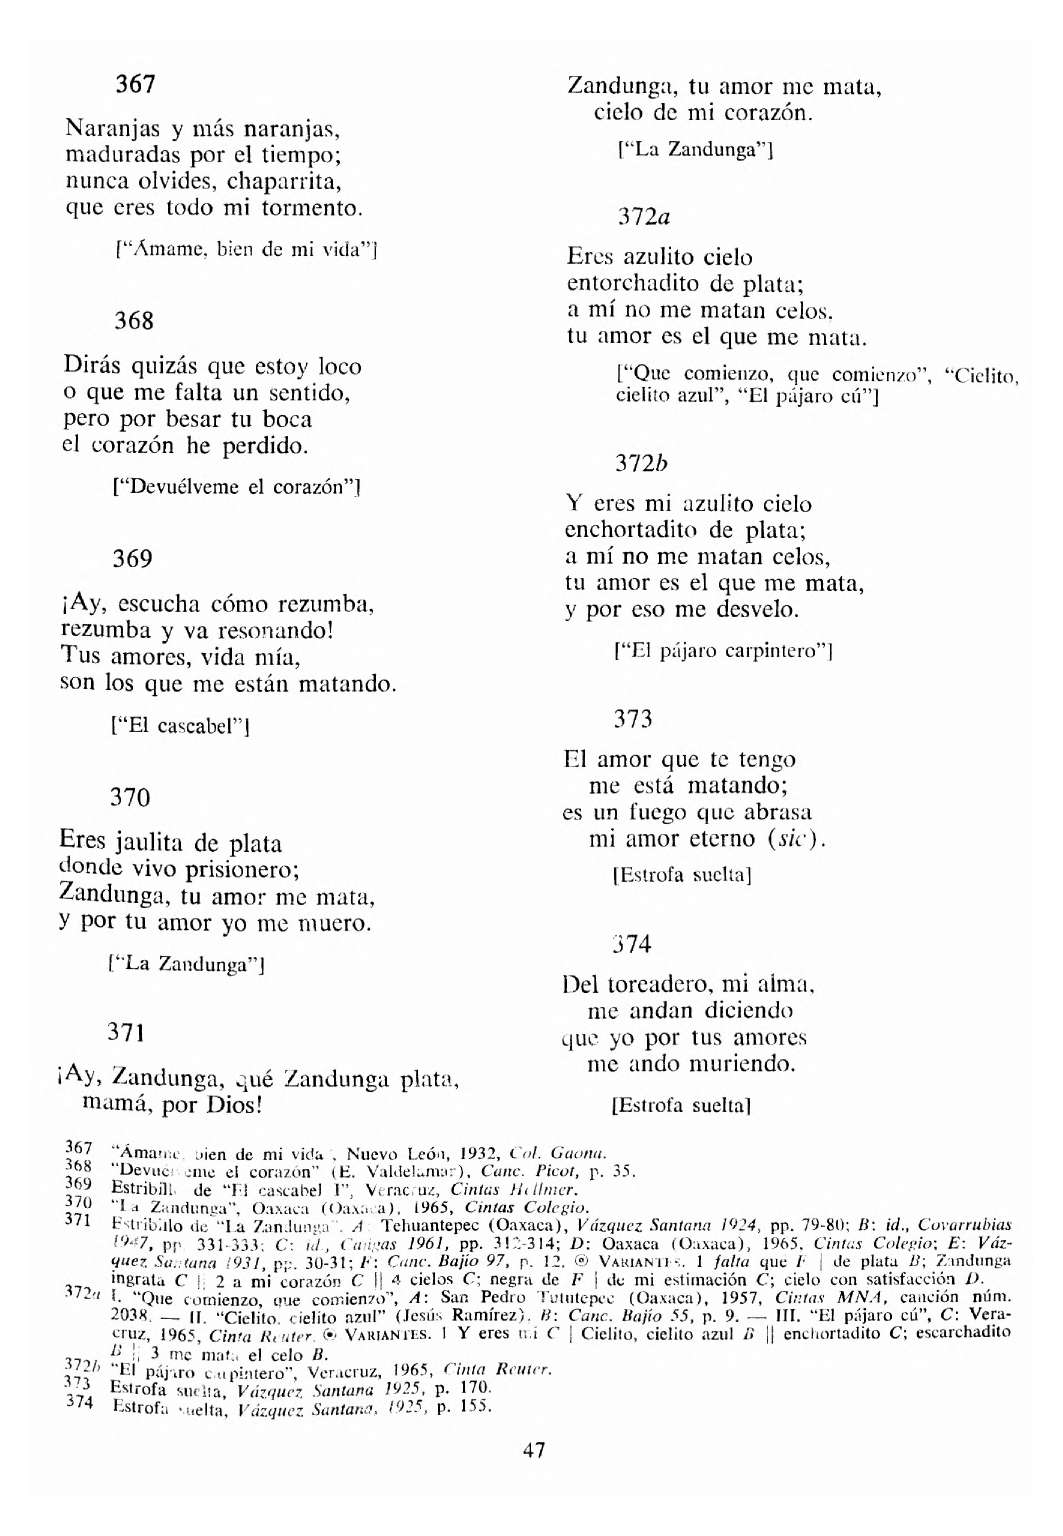 367
Naranjas y más naranjas,
maduradas por el tiempo;
nunca olvides, chaparrita,
que eres todo mi tormento.
[“Ámame, bien de mi vida”]
368
Dirás quizás que estoy loco
o que me falta un sentido,
pero por besar tu boca
el corazón he perdido.
[“Devuélveme el corazón”]
369
¡Ay, escucha cómo rezumba,
rezumba y va resonando!
Tus amores, vida mía,
son los que me están matando.
[“El cascabel”]
370
Eres jaulita de plata
donde vivo prisionero;
Zandunga, tu amor me mata,
y por tu amor yo me muero.
[“La Zandunga”]
371
¡Ay, Zandunga, qué Zandunga plata,
mamá, por Dios!
Zandunga, tu amor me mata,
cielo de mi corazón.
[“La Zandunga”]
372a
Eres azulito cielo
entorchadito de plata;
a mí no me matan celos.
tu amor es el que me mata.
[“Que comienzo, que comienzo”, “Cielito,
cielito azul”, “El pájaro cú”]
372b
Y eres mi azulito cielo
enchortadito de plata;
a mí no me matan celos,
tu amor es el que me mata,
y por eso me desvelo.
[“El pájaro carpintero”]
373
El amor que te tengo
me está matando;
es un fuego que abrasa
mi amor eterno (sic).
[Estrofa suelta]
374
Del toreadero, mi alma,
me andan diciendo
que yo por tus amores
me ando muriendo.
[Estrofa suelta]
367 “Ámame, bien de mi vida”, Nuevo León, 1932, Col. Gaona.
368 “Devuélveme el corazón” (E. Valdelamar), Canc. Picot, p. 35.
369 Estribillo de “El cascabel I”, Veracruz, Cintas Hellmer.
370 “La Zandunga”, Oaxaca (Oaxaca), 1965, Cintas Colegio.
371 Estribillo de “La Zandunga”. A: Tehuantepec (Oaxaca), Vázquez Santana 1924, pp. 79-80; B: id., Covarrubias
1947, pp. 331-333; C: id., Cangas 1961, pp. 312-314; D: Oaxaca (Oaxaca), 1965, Cintas Colegio; E: Váz-
quez Santana 1931, pp. 30-31; F: Canc. Bajío 97, p. 12. ⊙ VARIANTES. 1 falta que F | de plata B; Zandunga
ingrata C || 2 a mi corazón C || 4 cielos C; negra de F | de mi estimación C; cielo con satisfacción D.
372a I. “Que comienzo, que comienzo”, A: San Pedro Tututepec (Oaxaca), 1957, Cintas MNA, canción núm.
2038. — II. “Cielito, cielito azul” (Jesús Ramírez), B: Canc. Bajío 55, p. 9. — III. “El pájaro cú”, C: Vera-
cruz, 1965, Cinta Reuter. ⊙ VARIANTES. 1 Y eres mi C | Cielito, cielito azul B || enchortadito C; escarchadito
B || 3 me mata el celo B.
372b “El pájaro carpintero”, Veracruz, 1965, Cinta Reuter.
373 Estrofa suelta, Vázquez Santana 1925, p. 170.
374 Estrofa suelta, Vázquez Santana, 1925, p. 155.
47